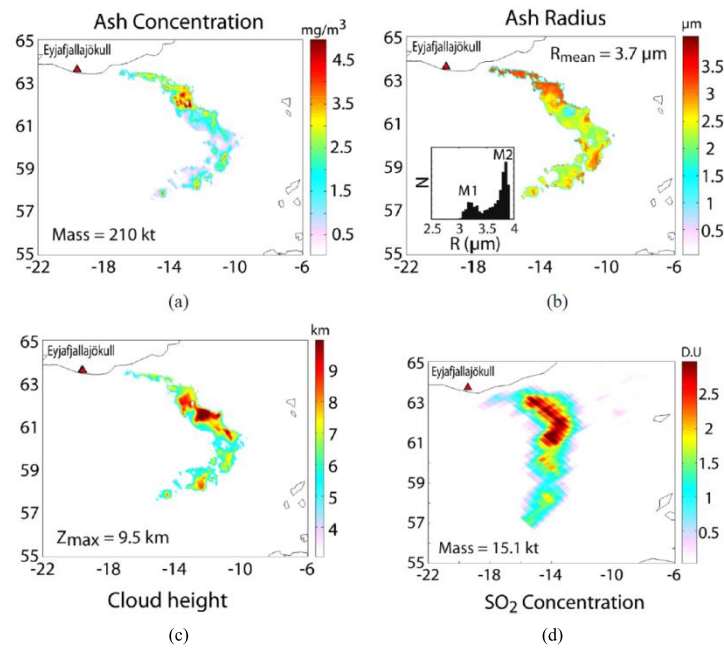 Ash Concentration
mg/m³
Eyjafjallajökull
65
63
61
59
57
55
4.5
3.5
2.5
1.5
0.5
Mass = 210 kt
-22 -18 -14 -10 -6
(a)
Ash Radius
µm
Eyjafjallajökull
Rmean = 3.7 µm
65
63
61
59
57
55
4
3.5
3
2.5
2
1.5
1
0.5
N
M1
M2
2.5 3 3.5 4
R (µm)
-22 -18 -14 -10 -6
(b)
km
Eyjafjallajökull
65
63
61
59
57
55
9
8
7
6
5
4
Zmax = 9.5 km
-22 -18 -14 -10 -6
Cloud height
(c)
D.U
Eyjafjallajökull
65
63
61
59
57
55
2.5
2
1.5
1
0.5
Mass = 15.1 kt
-22 -18 -14 -10 -6
SO₂ Concentration
(d)